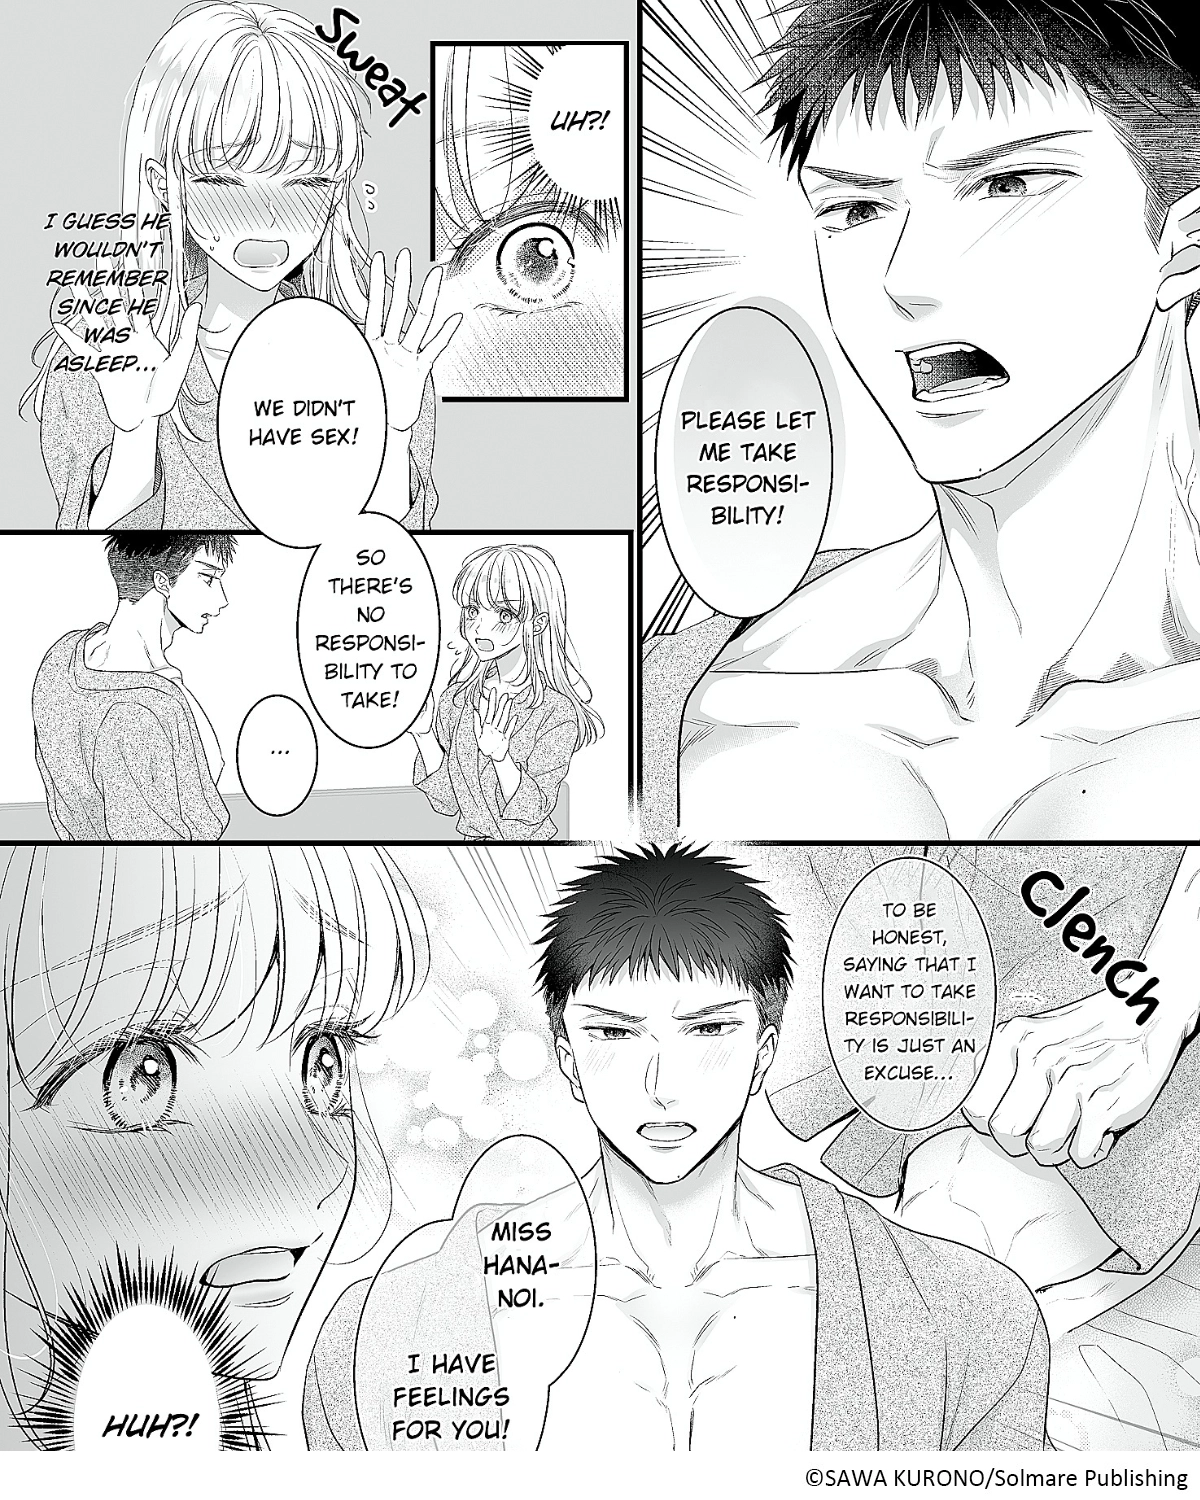 PLEASE LET
ME TAKE
RESPONSI-
BILITY!
UH?!
Sweat
I GUESS HE
WOULDN'T
REMEMBER
SINCE HE
WAS
ASLEEP...
WE DIDN'T
HAVE SEX!
SO
THERE'S
NO
RESPONSI-
BILITY TO
TAKE!
...
Clench
TO BE
HONEST,
SAYING THAT I
WANT TO TAKE
RESPONSIBILI-
TY IS JUST AN
EXCUSE...
MISS
HANA-
NOI.
I HAVE
FEELINGS
FOR YOU!
HUH?!
©SAWA KURONO/Solmare Publishing